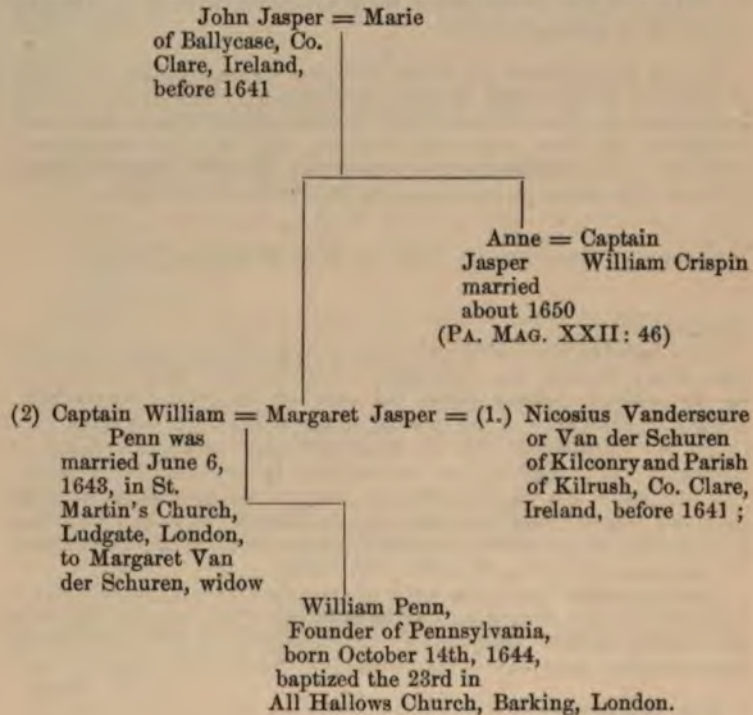 John Jasper = Marie
of Ballycase, Co.
Clare, Ireland,
before 1641
Anne = Captain
Jasper William Crispin
married
about 1650
(PA. MAG. XXII: 46)
(2) Captain William = Margaret Jasper = (1.) Nicosius Vanderscure
Penn was
married June 6,
1643, in St.
Martin's Church,
Ludgate, London,
to Margaret Van
der Schuren, widow
or Van der Schuren
of Kilconry and Parish
of Kilrush, Co. Clare,
Ireland, before 1641 ;
William Penn,
Founder of Pennsylvania,
born October 14th, 1644,
baptized the 23rd in
All Hallows Church, Barking, London.